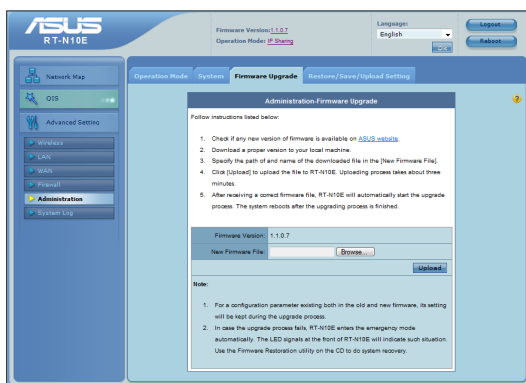 ASUS
RT-N10E
Firmware Version:1.1.0.7
Operation Mode: IP Sharing
Language:
English
Logout
Reboot
Network Map
QIS
Advanced Setting
Wireless
LAN
WAN
Firewall
Administration
System Log
Operation Mode System Firmware Upgrade Restore/Save/Upload Setting
Administration-Firmware Upgrade
Follow instructions listed below:
1. Check if any new version of firmware is available on ASUS website.
2. Download a proper version to your local machine.
3. Specify the path of and name of the downloaded file in the [New Firmware File].
4. Click [Upload] to upload the file to RT-N10E. Uploading process takes about three
minutes.
5. After receiving a correct firmware file, RT-N10E will automatically start the upgrade
process. The system reboots after the upgrading process is finished.
Firmware Version: 1.1.0.7
New Firmware File: Browse...
Upload
Note:
1. For a configuration parameter existing both in the old and new firmware, its setting
will be kept during the upgrade process.
2. In case the upgrade process fails, RT-N10E enters the emergency mode
automatically. The LED signals at the front of RT-N10E will indicate such situation.
Use the Firmware Restoration utility on the CD to do system recovery.